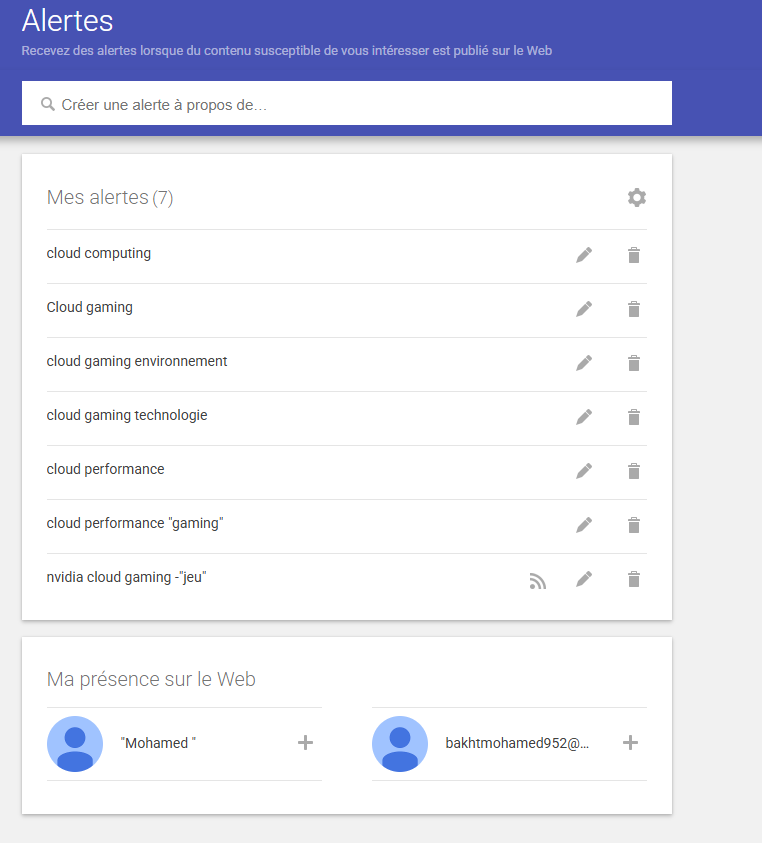 Alertes
Recevez des alertes lorsque du contenu susceptible de vous intéresser est publié sur le Web
Créer une alerte à propos de...
Mes alertes (7)
cloud computing
Cloud gaming
cloud gaming environnement
cloud gaming technologie
cloud performance
cloud performance "gaming"
nvidia cloud gaming -"jeu"
Ma présence sur le Web
"Mohamed "
bakhtmohamed952@...